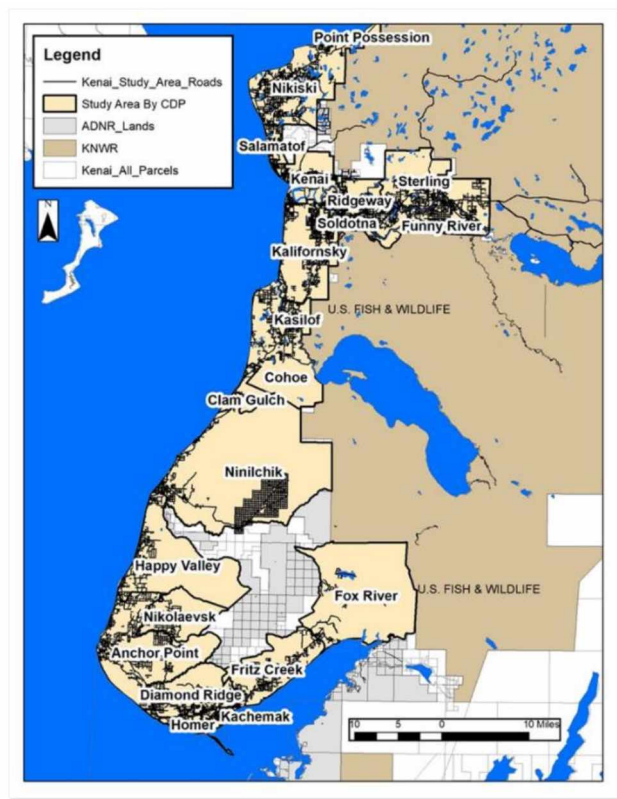 Legend
Kenai_Study_Area_Roads
Study Area By CDP
ADNR_Lands
KNWR
Kenai_All_Parcels
N
Point Possession
Nikiski
Salamatof
Kenai
Sterling
Ridgeway
Soldotna
Funny River
Kalifornsky
U.S. FISH & WILDLIFE
Kasilof
Cohoe
Clam Gulch
Ninilchik
Happy Valley
Fox River
U.S. FISH & WILDLIFE
Nikolaevsk
Anchor Point
Fritz Creek
Diamond Ridge
Kachemak
Homer
10 5 0 10 Miles